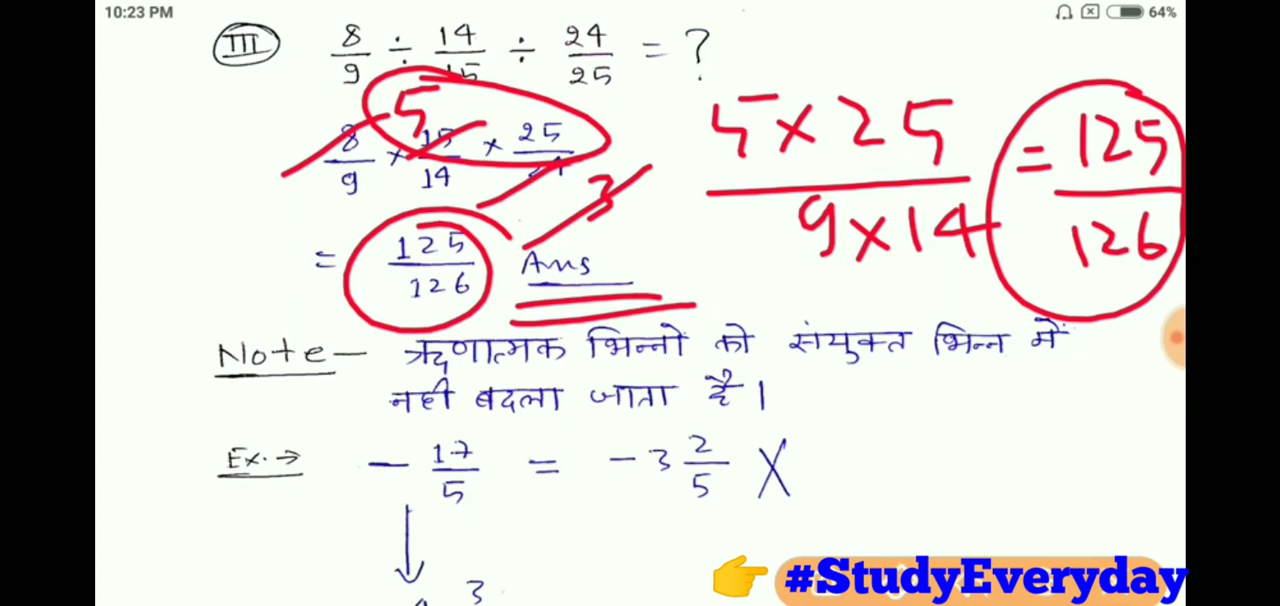 10:23 PM 64%
III 8/9 ÷ 14/15 ÷ 24/25 = ?
5
8/9 × 15/14 × 25/24
3
5 × 25 / 9 × 14 = 125/126
= 125/126 Ans
Note - ऋणात्मक भिन्नो को संयुक्त भिन्न में
नही बदला जाता है।
Ex. → - 17/5 = - 3 2/5 X
↓
3
#StudyEveryday